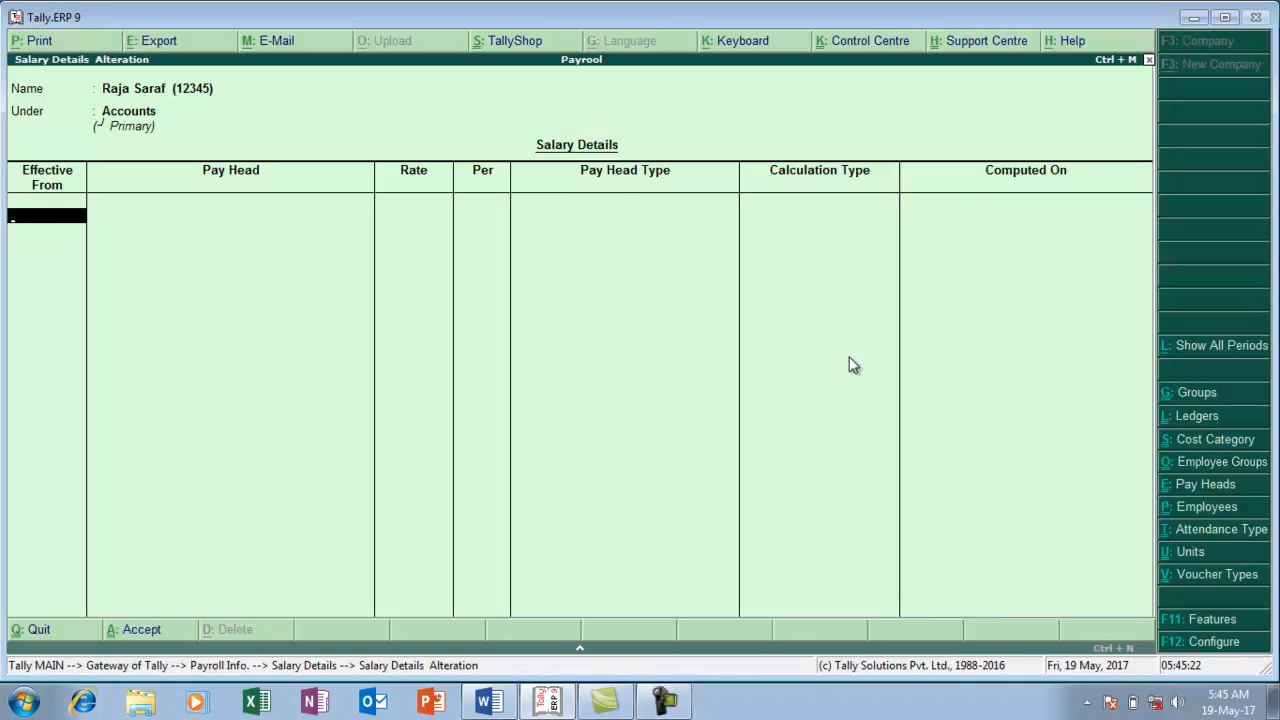 Tally.ERP 9
P: Print E: Export M: E-Mail O: Upload S: TallyShop G: Language K: Keyboard K: Control Centre H: Support Centre H: Help F3: Company
Salary Details Alteration Payrool Ctrl + M
F3: New Company
Name : Raja Saraf (12345)
Under : Accounts
(┘ Primary)
Salary Details
Effective From Pay Head Rate Per Pay Head Type Calculation Type Computed On
L: Show All Periods
G: Groups
L: Ledgers
S: Cost Category
O: Employee Groups
E: Pay Heads
P: Employees
T: Attendance Type
U: Units
V: Voucher Types
F11: Features
F12: Configure
Q: Quit A: Accept D: Delete
Ctrl + N
Tally MAIN --> Gateway of Tally --> Payroll Info. --> Salary Details --> Salary Details Alteration (c) Tally Solutions Pvt. Ltd., 1988-2016 Fri, 19 May, 2017 05:45:22
5:45 AM
19-May-17